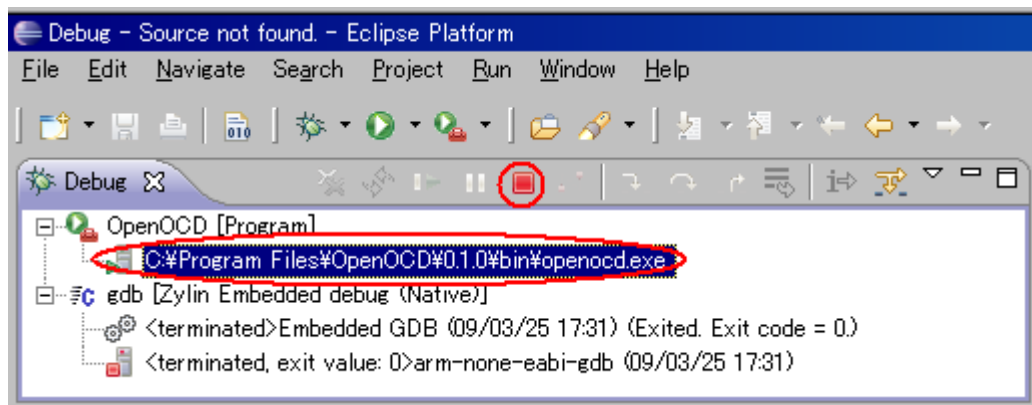 Debug - Source not found. - Eclipse Platform
File Edit Navigate Search Project Run Window Help
010
Debug
OpenOCD [Program]
C:¥Program Files¥OpenOCD¥0.1.0¥bin¥openocd.exe
gdb [Zylin Embedded debug (Native)]
<terminated>Embedded GDB (09/03/25 17:31) (Exited. Exit code = 0.)
<terminated, exit value: 0>arm-none-eabi-gdb (09/03/25 17:31)